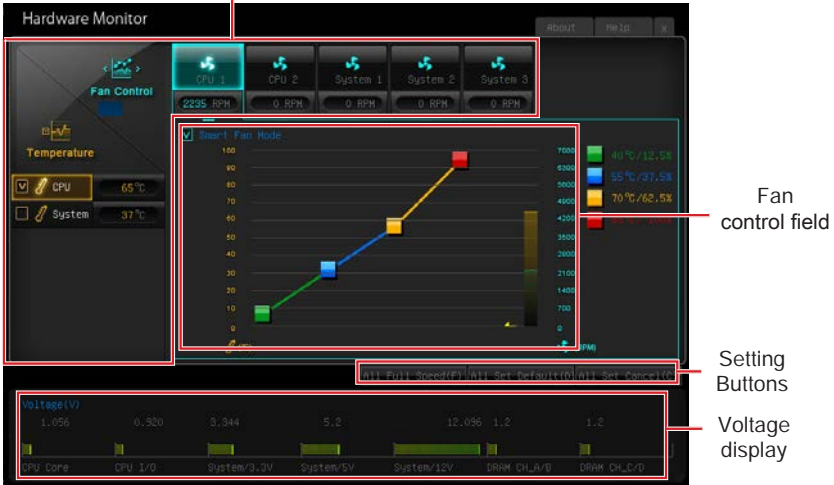 Hardware Monitor
About Help x
Fan Control
Temperature
CPU 65°C
System 37°C
CPU 1 CPU 2 System 1 System 2 System 3
2235 RPM 0 RPM 0 RPM 0 RPM 0 RPM
Smart Fan Mode
100 7000
90 6300
80 5600
70 4900
60 4200
50 3500
40 2800
30 2100
20 1400
10 700
0 0
(RPM)
40°C/12.5%
55°C/37.5%
70°C/62.5%
Fan
control field
All Full Speed(F) All Set Default(D) All Set Cancel(C
Setting
Buttons
Voltage(V)
1.056 0.920 3.344 5.2 12.096 1.2 1.2
CPU Core CPU I/O System/3.3V System/5V System/12V DRAM CH_A/B DRAM CH_C/D
Voltage
display